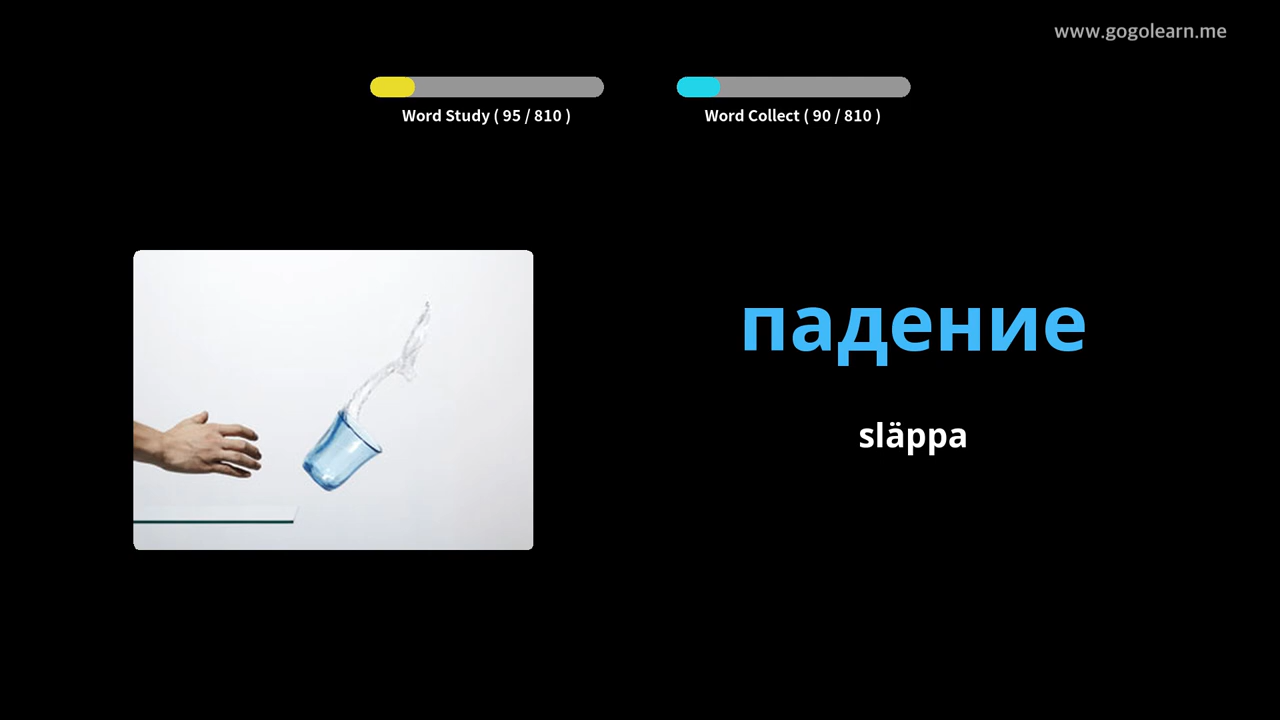 www.gogolearn.me
Word Study ( 95 / 810 )
Word Collect ( 90 / 810 )
падение
släppa